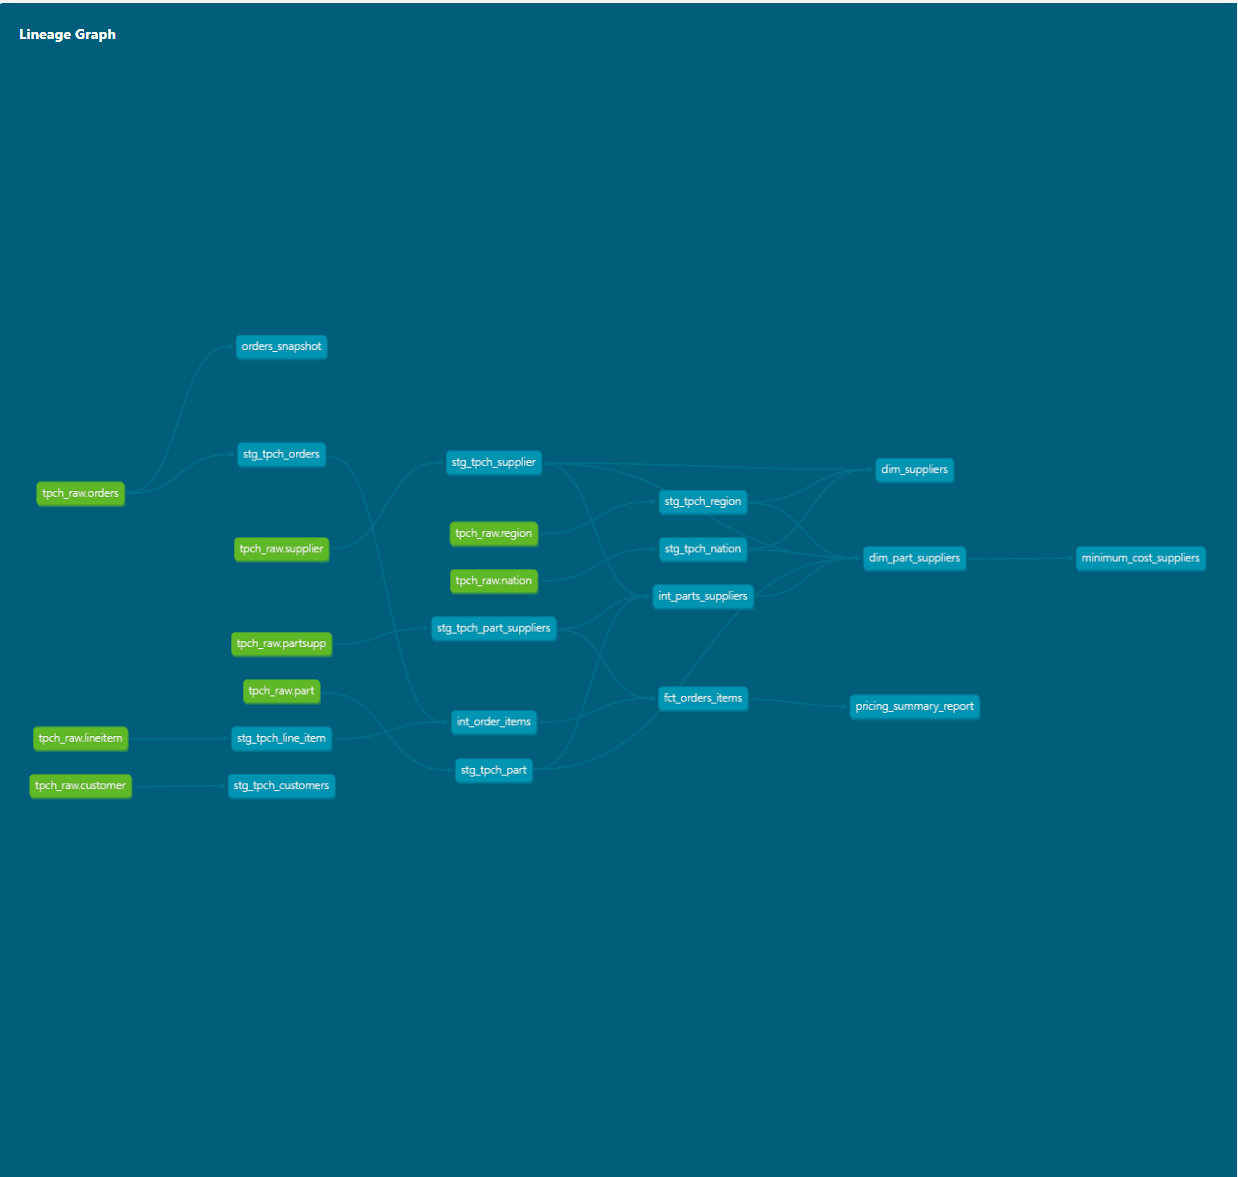 Lineage Graph
orders_snapshot
stg_tpch_orders
stg_tpch_supplier
dim_suppliers
tpch_raw.orders
stg_tpch_region
tpch_raw.region
tpch_raw.supplier
stg_tpch_nation
dim_part_suppliers
minimum_cost_suppliers
tpch_raw.nation
int_parts_suppliers
stg_tpch_part_suppliers
tpch_raw.partsupp
tpch_raw.part
fct_orders_items
pricing_summary_report
int_order_items
tpch_raw.lineitem
stg_tpch_line_item
stg_tpch_part
tpch_raw.customer
stg_tpch_customers